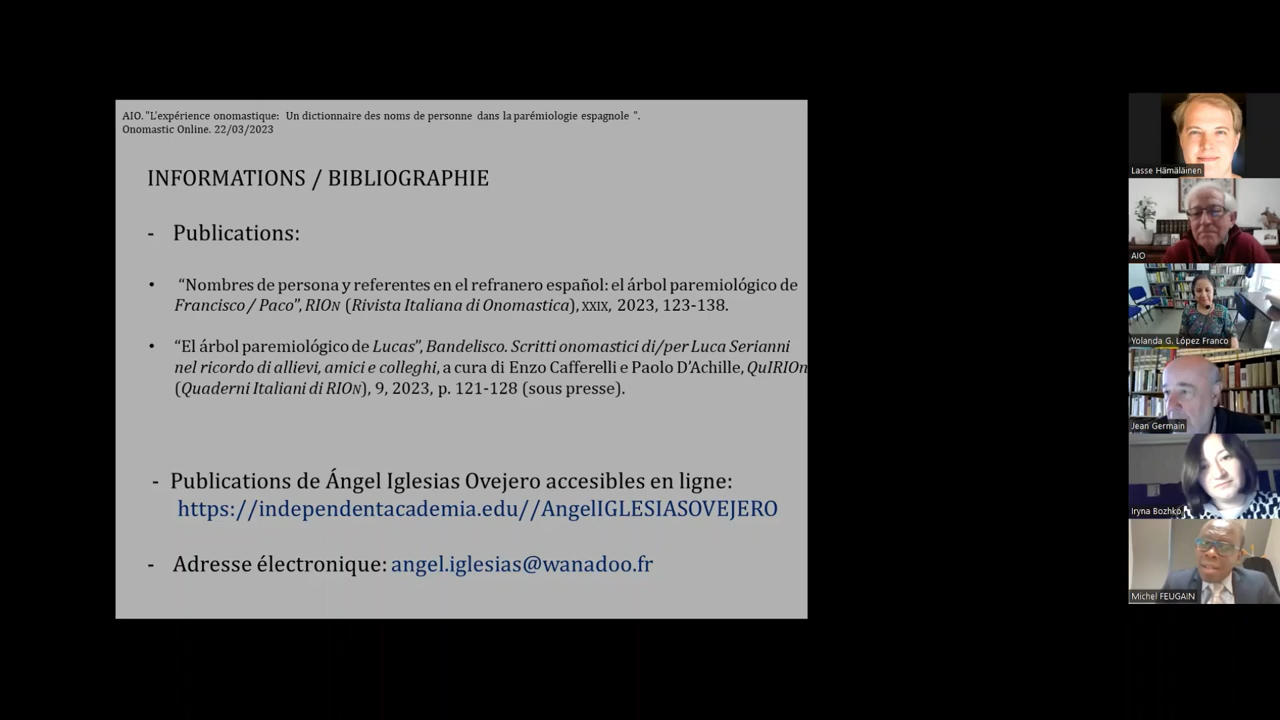 AIO. "L'expérience onomastique: Un dictionnaire des noms de personne dans la parémiologie espagnole ".
Onomastic Online. 22/03/2023
INFORMATIONS / BIBLIOGRAPHIE
- Publications:
• “Nombres de persona y referentes en el refranero español: el árbol paremiológico de
Francisco / Paco”, RION (Rivista Italiana di Onomastica), XXIX, 2023, 123-138.
• “El árbol paremiológico de Lucas”, Bandelisco. Scritti onomastici di/per Luca Serianni
nel ricordo di allievi, amici e colleghi, a cura di Enzo Cafferelli e Paolo D’Achille, QuIRIOn
(Quaderni Italiani di RION), 9, 2023, p. 121-128 (sous presse).
- Publications de Ángel Iglesias Ovejero accesibles en ligne:
https://independentacademia.edu//AngelIGLESIASOVEJERO
- Adresse électronique: angel.iglesias@wanadoo.fr
Lasse Hämäläinen
AIO
Yolanda G. López Franco
Jean Germain
Iryna Bozhko
Michel FEUGAIN